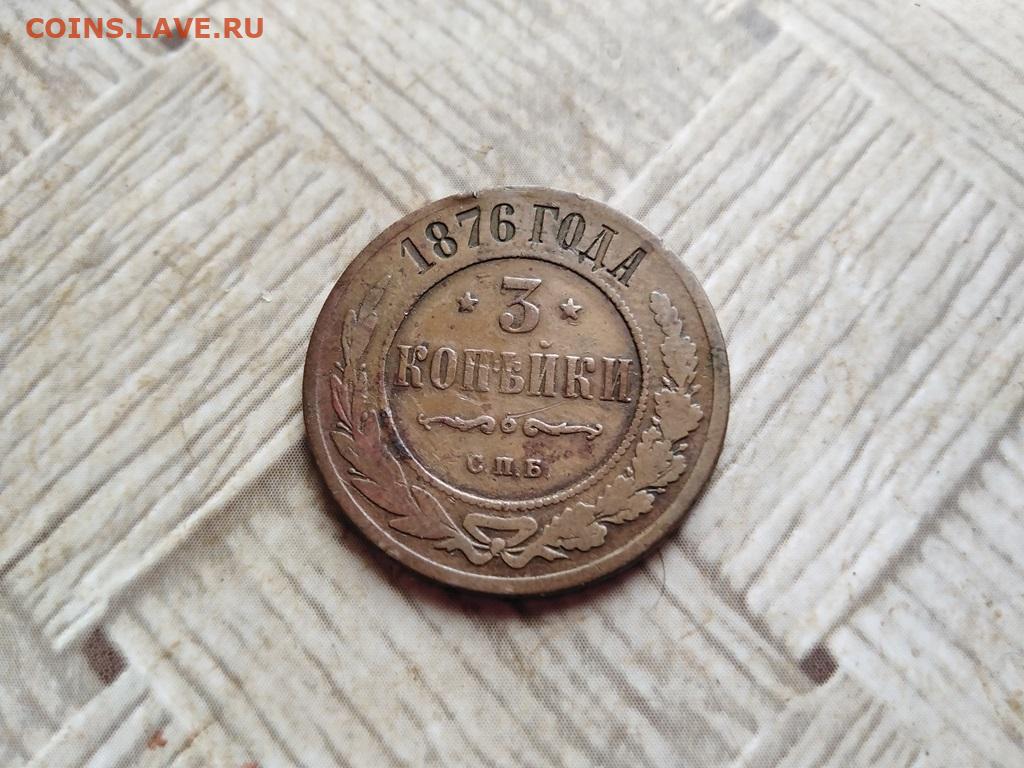 COINS.LAVE.RU
1876 ГОДА
3
КОПѢЙКИ
С.П.Б.